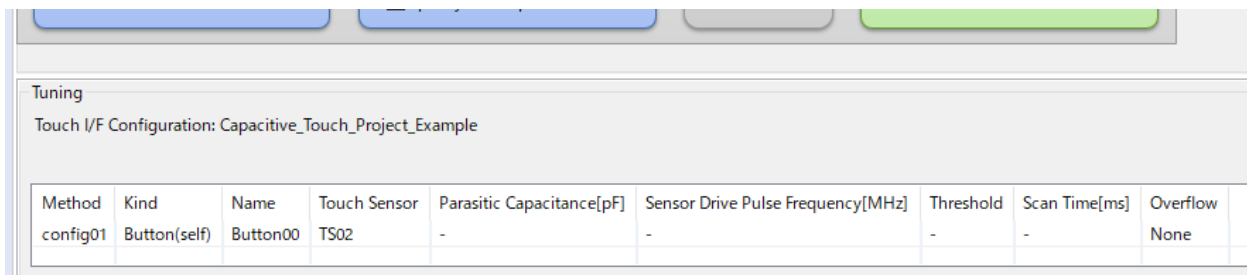 Tuning
Touch I/F Configuration: Capacitive_Touch_Project_Example
Method Kind Name Touch Sensor Parasitic Capacitance[pF] Sensor Drive Pulse Frequency[MHz] Threshold Scan Time[ms] Overflow
config01 Button(self) Button00 TS02 - - - - None